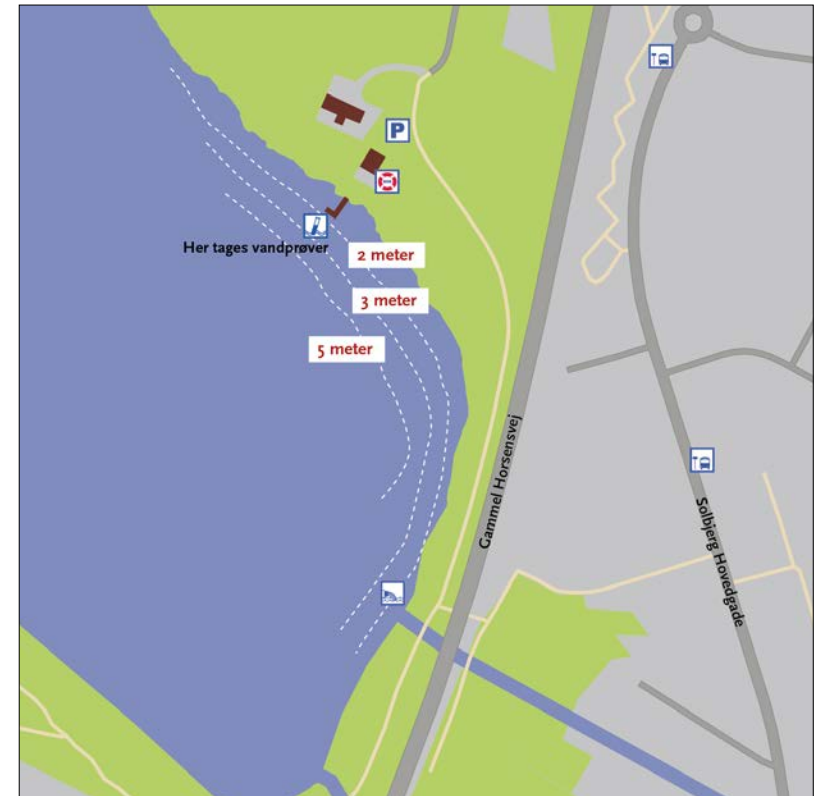 P
Her tages vandprøver
2 meter
3 meter
5 meter
Gammel Horsensvej
Solbjerg Hovedgade